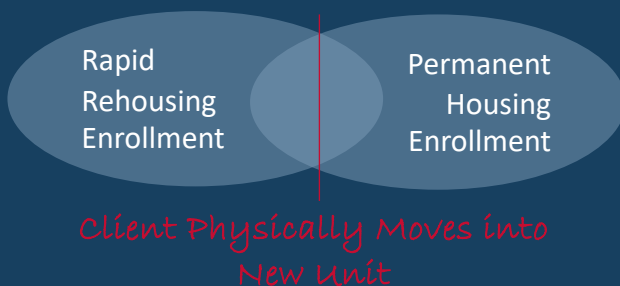 Rapid
Rehousing
Enrollment
Permanent
Housing
Enrollment
Client Physically Moves into
New Unit